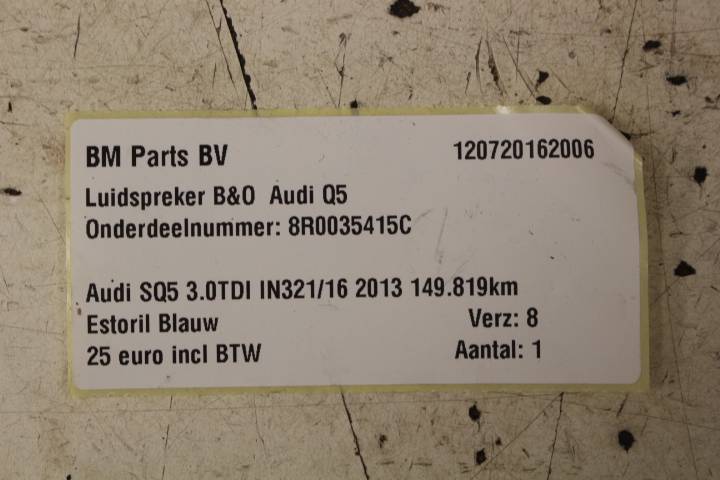 BM Parts BV 120720162006
Luidspreker B&O Audi Q5
Onderdeelnummer: 8R0035415C
Audi SQ5 3.0TDI IN321/16 2013 149.819km
Estoril Blauw Verz: 8
25 euro incl BTW Aantal: 1